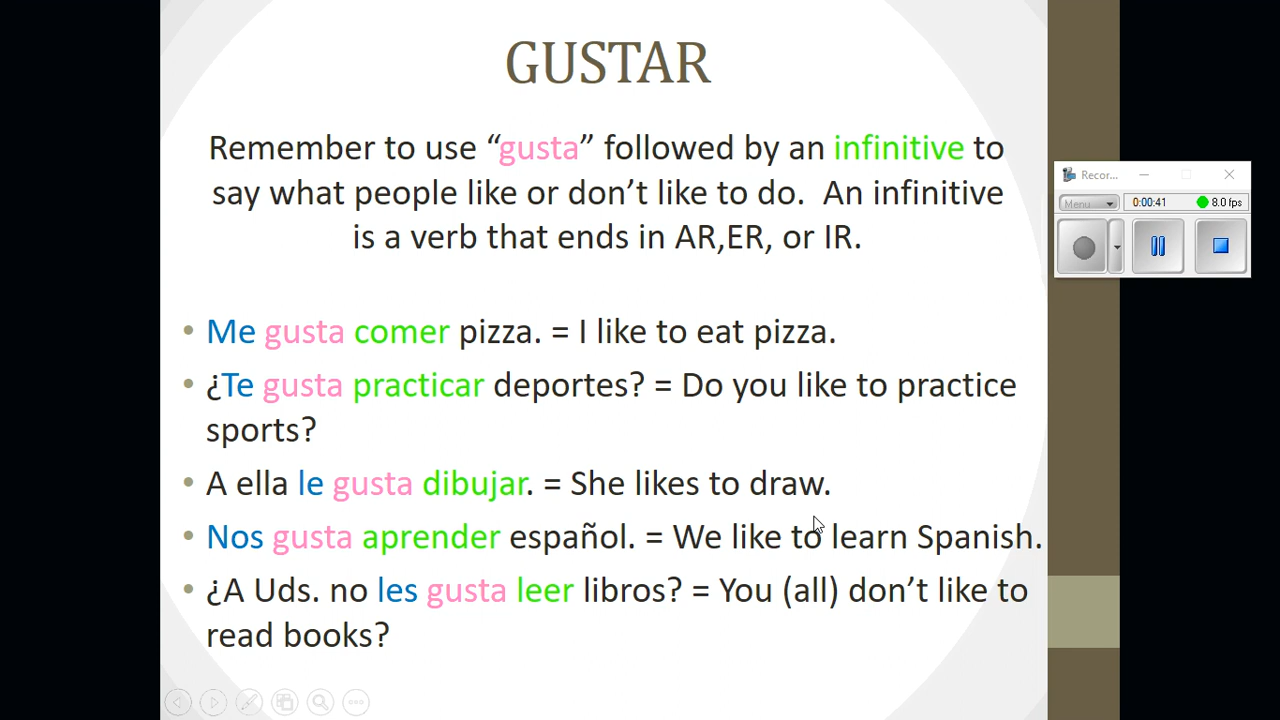 GUSTAR
Remember to use “gusta” followed by an infinitive to
say what people like or don’t like to do. An infinitive
is a verb that ends in AR,ER, or IR.
• Me gusta comer pizza. = I like to eat pizza.
• ¿Te gusta practicar deportes? = Do you like to practice
sports?
• A ella le gusta dibujar. = She likes to draw.
• Nos gusta aprender español. = We like to learn Spanish.
• ¿A Uds. no les gusta leer libros? = You (all) don’t like to
read books?
Recor...
Menu 0:00:41 8.0 fps